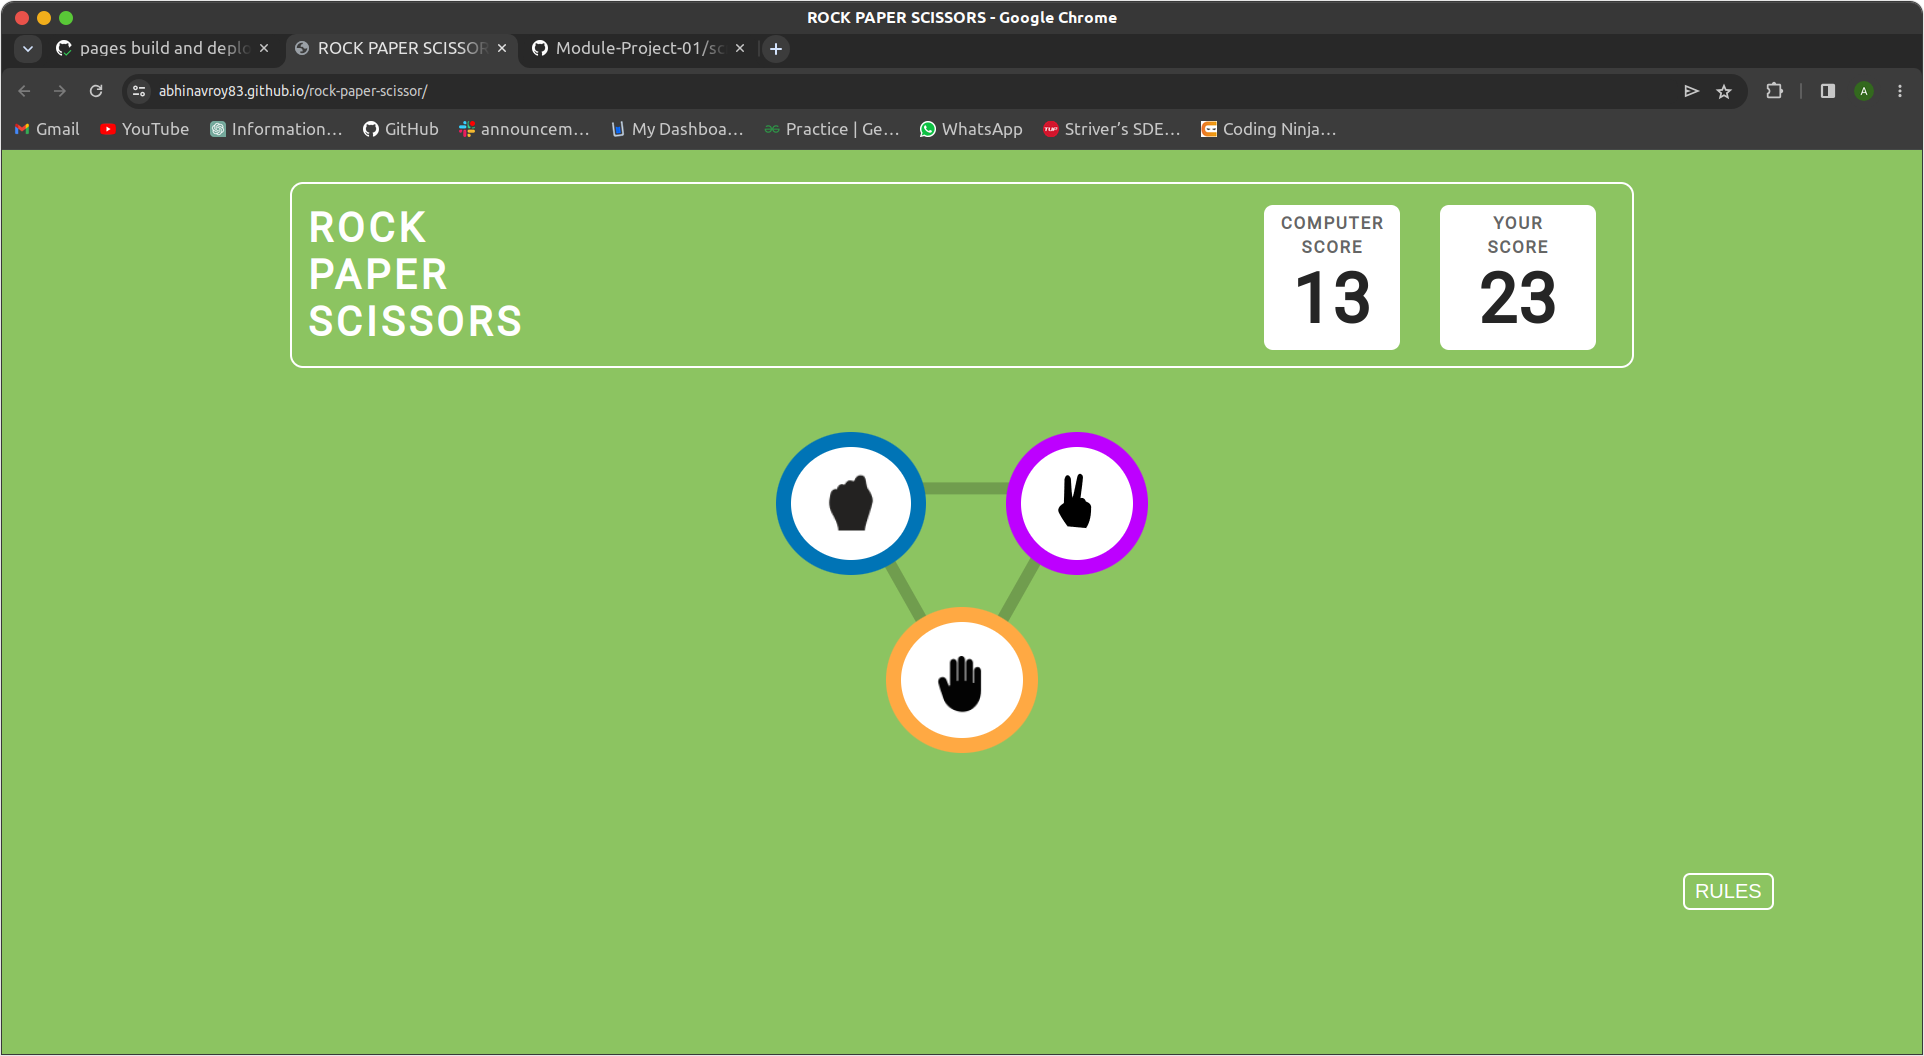 ROCK PAPER SCISSORS - Google Chrome
pages build and deplo
ROCK PAPER SCISSOR
Module-Project-01/sc
abhinavroy83.github.io/rock-paper-scissor/
A
Gmail
YouTube
Information...
GitHub
announcem...
My Dashboa...
Practice | Ge...
WhatsApp
TUF
Striver's SDE...
Coding Ninja...
ROCK
PAPER
SCISSORS
COMPUTER
SCORE
13
YOUR
SCORE
23
RULES